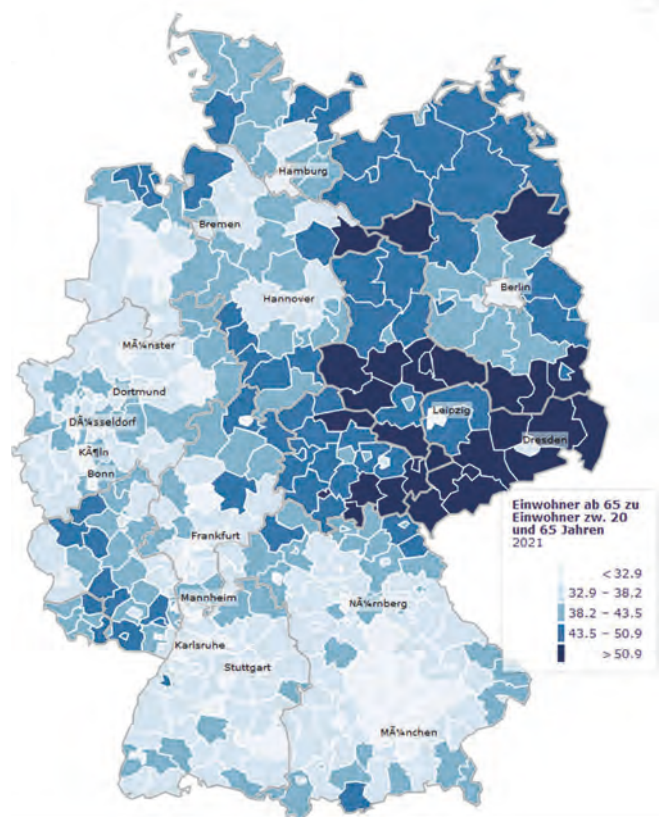 Hamburg
Bremen
Berlin
Hannover
MÃ¼nster
Dortmund
Leipzig
DÃ¼sseldorf
Dresden
KÃ¶ln
Bonn
Einwohner ab 65 zu
Einwohner zw. 20
und 65 Jahren
2021
Frankfurt
< 32.9
32.9 – 38.2
Mannheim
38.2 – 43.5
NÃ¼rnberg
43.5 – 50.9
> 50.9
Karlsruhe
Stuttgart
MÃ¼nchen